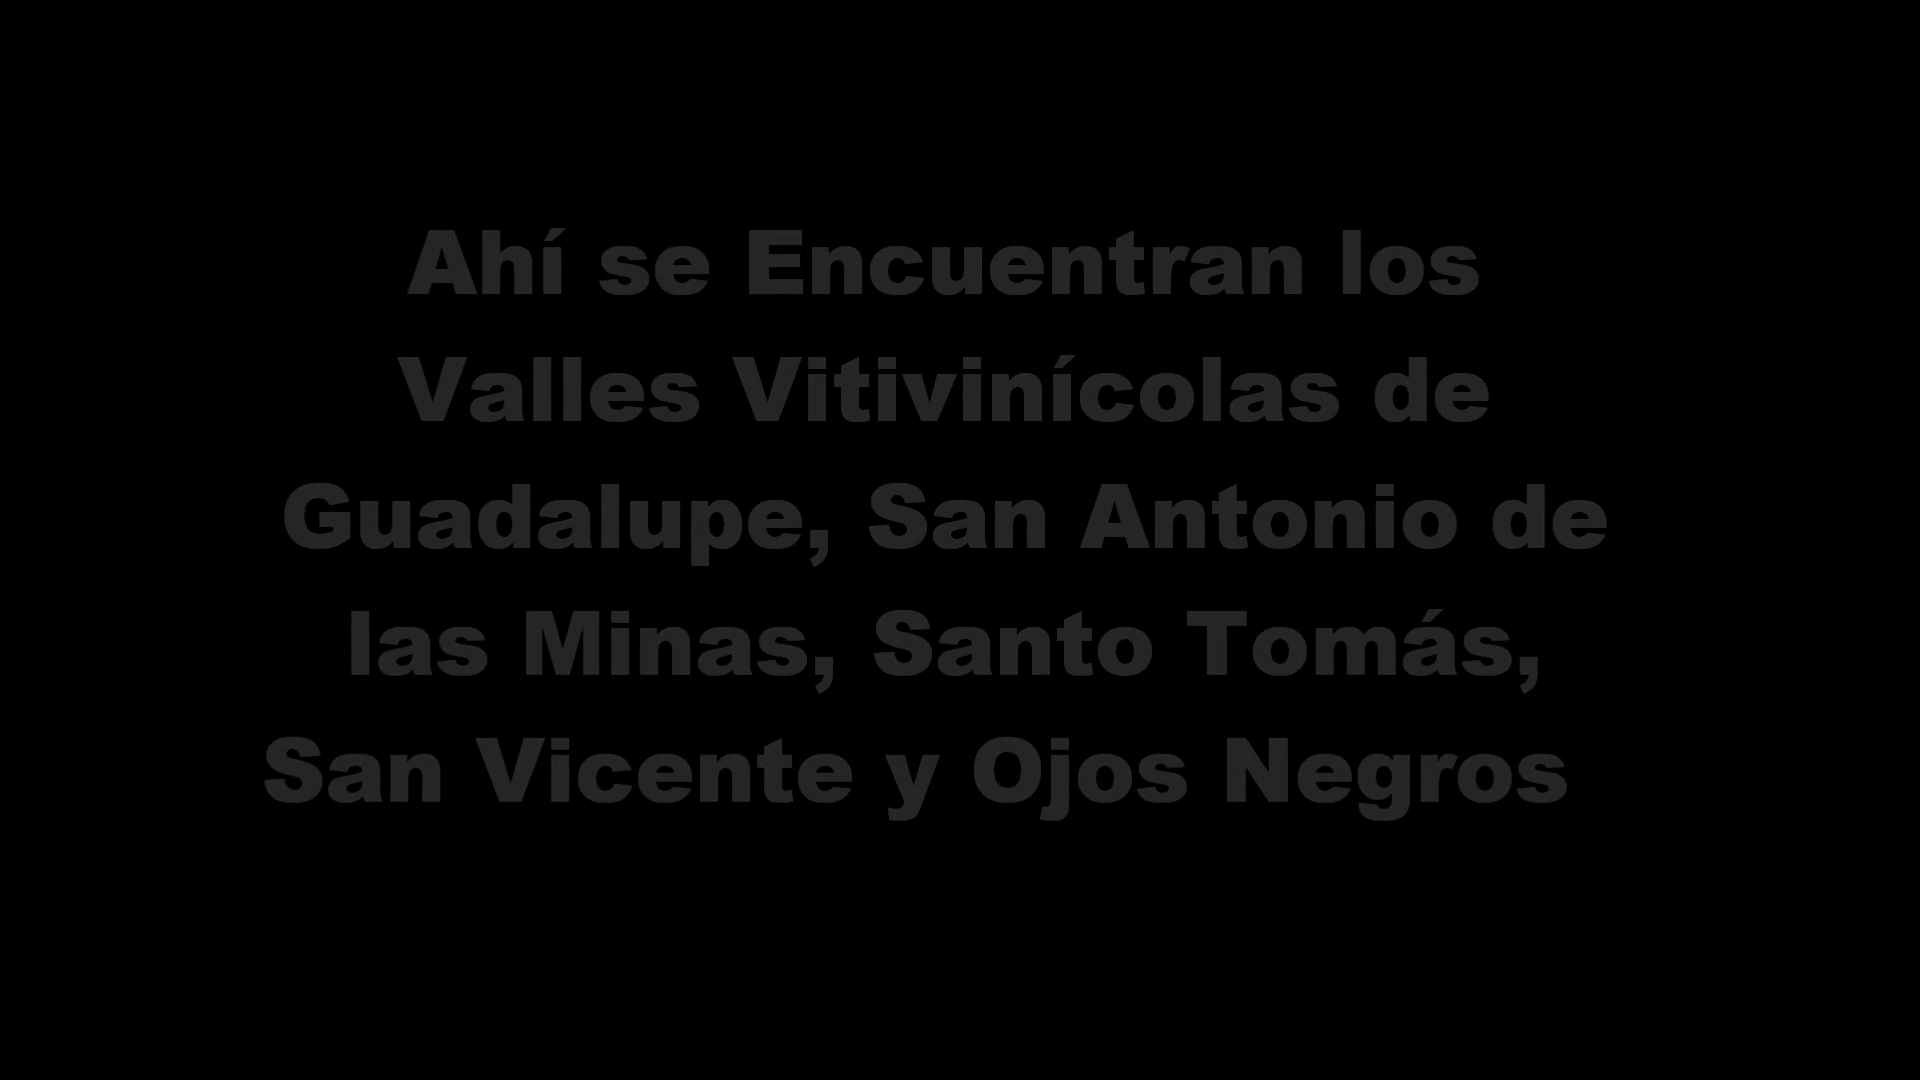 Ahí se Encuentran los
Valles Vitivinícolas de
Guadalupe, San Antonio de
las Minas, Santo Tomás,
San Vicente y Ojos Negros